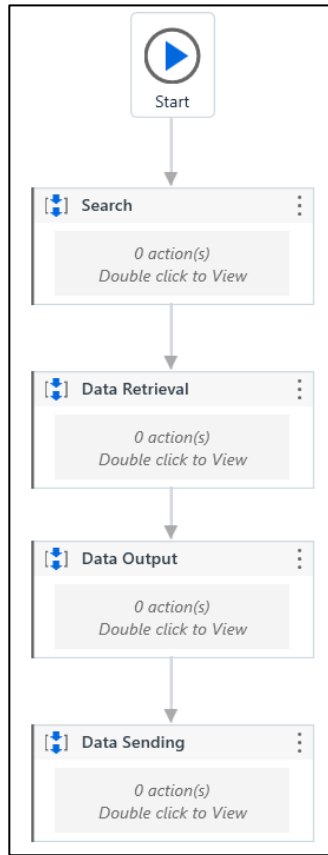 Start
Search
0 action(s)
Double click to View
Data Retrieval
0 action(s)
Double click to View
Data Output
0 action(s)
Double click to View
Data Sending
0 action(s)
Double click to View